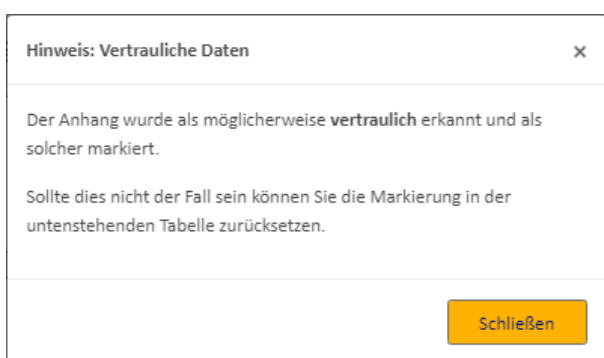 Hinweis: Vertrauliche Daten ×
Der Anhang wurde als möglicherweise vertraulich erkannt und als
solcher markiert.
Sollte dies nicht der Fall sein können Sie die Markierung in der
untenstehenden Tabelle zurücksetzen.
Schließen